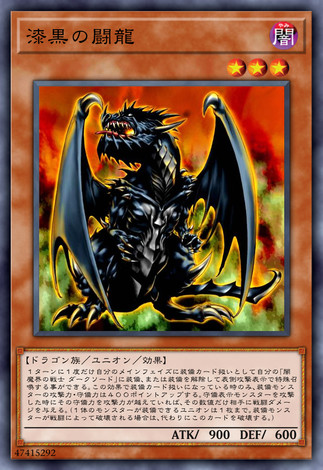 漆黒の闘龍
やみ
闇
【ドラゴン族／ユニオン／効果】
１ターンに１度だけ自分のメインフェイズに装備カード扱いとして自分の「闇
魔界の戦士 ダークソード」に装備、または装備を解除して表側攻撃表示で特殊召
喚する事ができる。この効果で装備カード扱いになっている時のみ、装備モンス
ターの攻撃力・守備力は４００ポイントアップする。守備表示モンスターを攻撃
した時にその守備力を攻撃力が越えていれば、その数値だけ相手に戦闘ダメー
ジを与える。（１体のモンスターが装備できるユニオンは１枚まで。装備モンス
ターが戦闘によって破壊される場合は、代わりにこのカードを破壊する。）
ATK/ 900 DEF/ 600
47415292